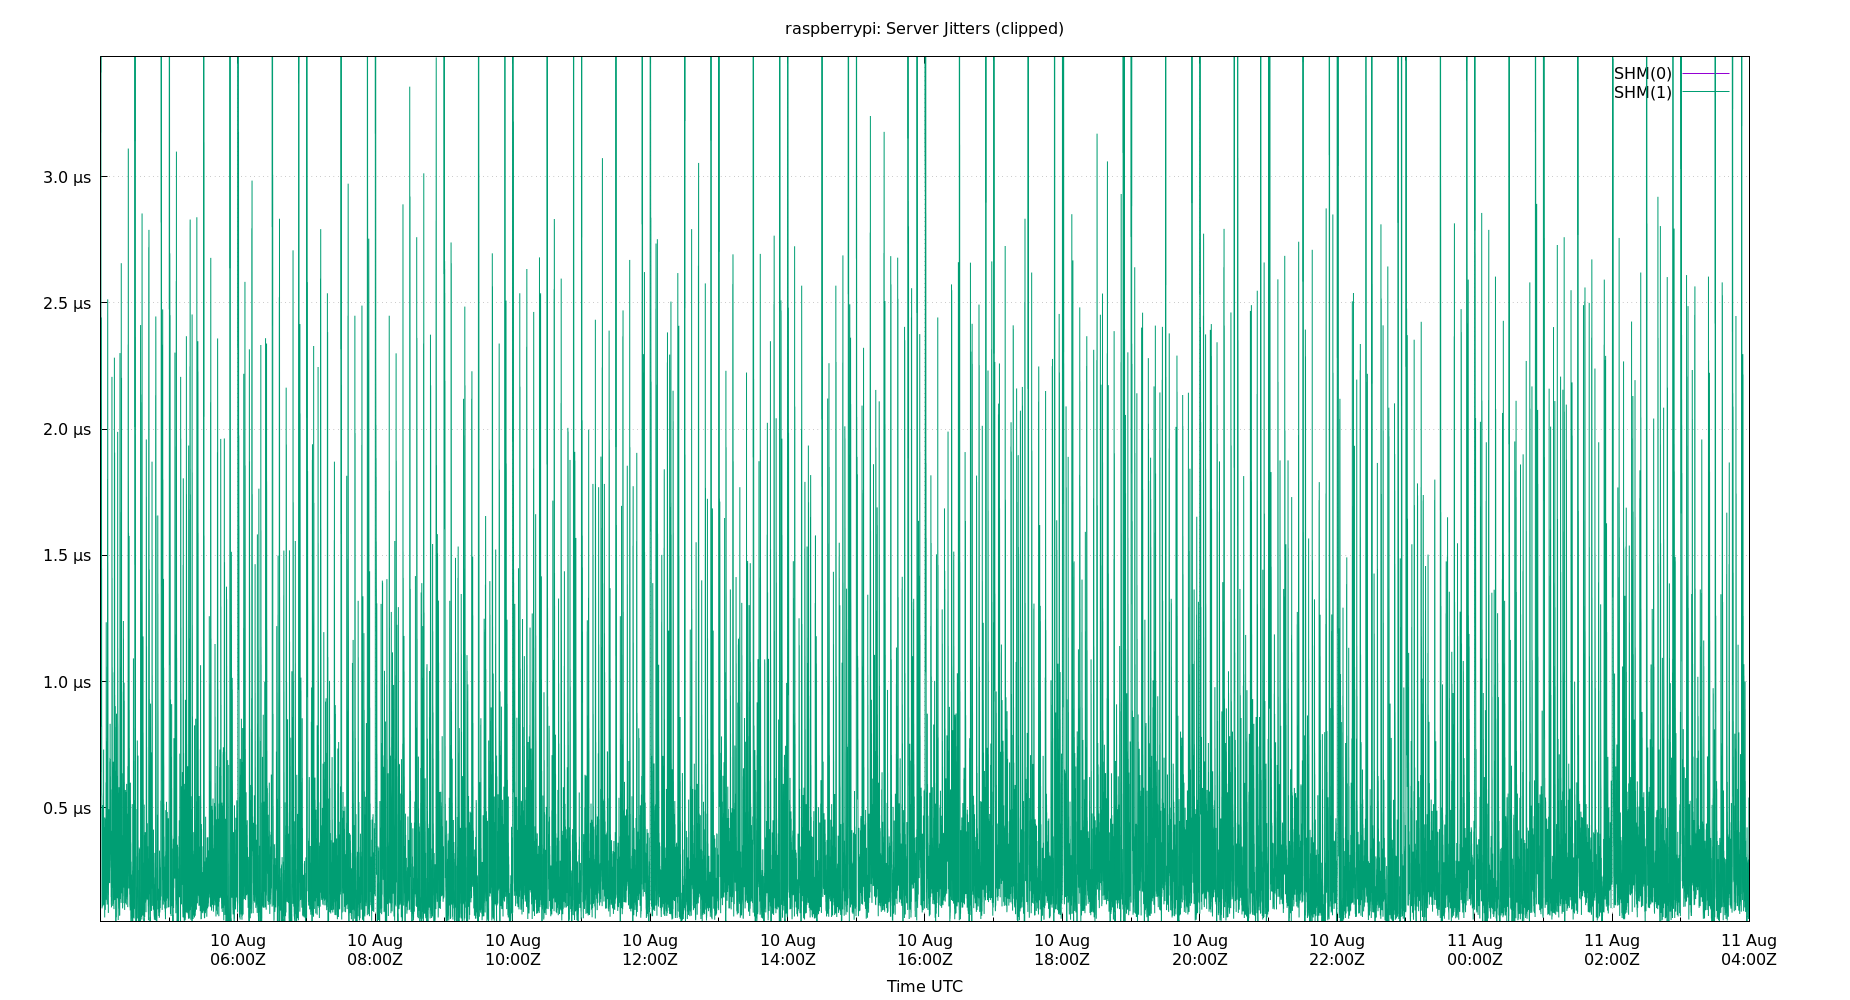 raspberrypi: Server Jitters (clipped)
SHM(0)
SHM(1)
3.0 µs
2.5 µs
2.0 µs
1.5 µs
1.0 µs
0.5 µs
10 Aug 10 Aug 10 Aug 10 Aug 10 Aug 10 Aug 10 Aug 10 Aug 10 Aug 11 Aug 11 Aug 11 Aug
06:00Z 08:00Z 10:00Z 12:00Z 14:00Z 16:00Z 18:00Z 20:00Z 22:00Z 00:00Z 02:00Z 04:00Z
Time UTC